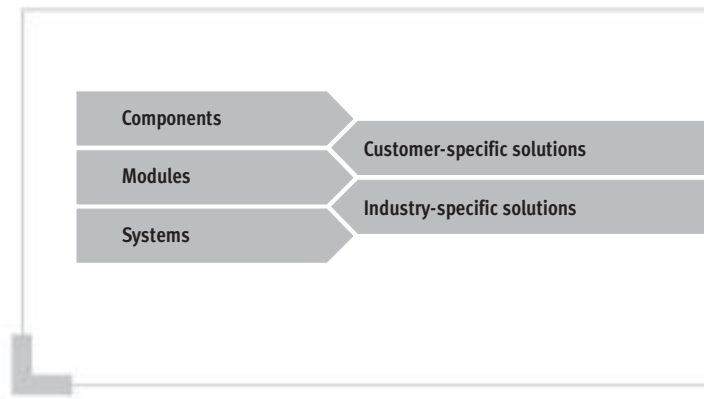 Components
Modules
Systems
Customer-specific solutions
Industry-specific solutions